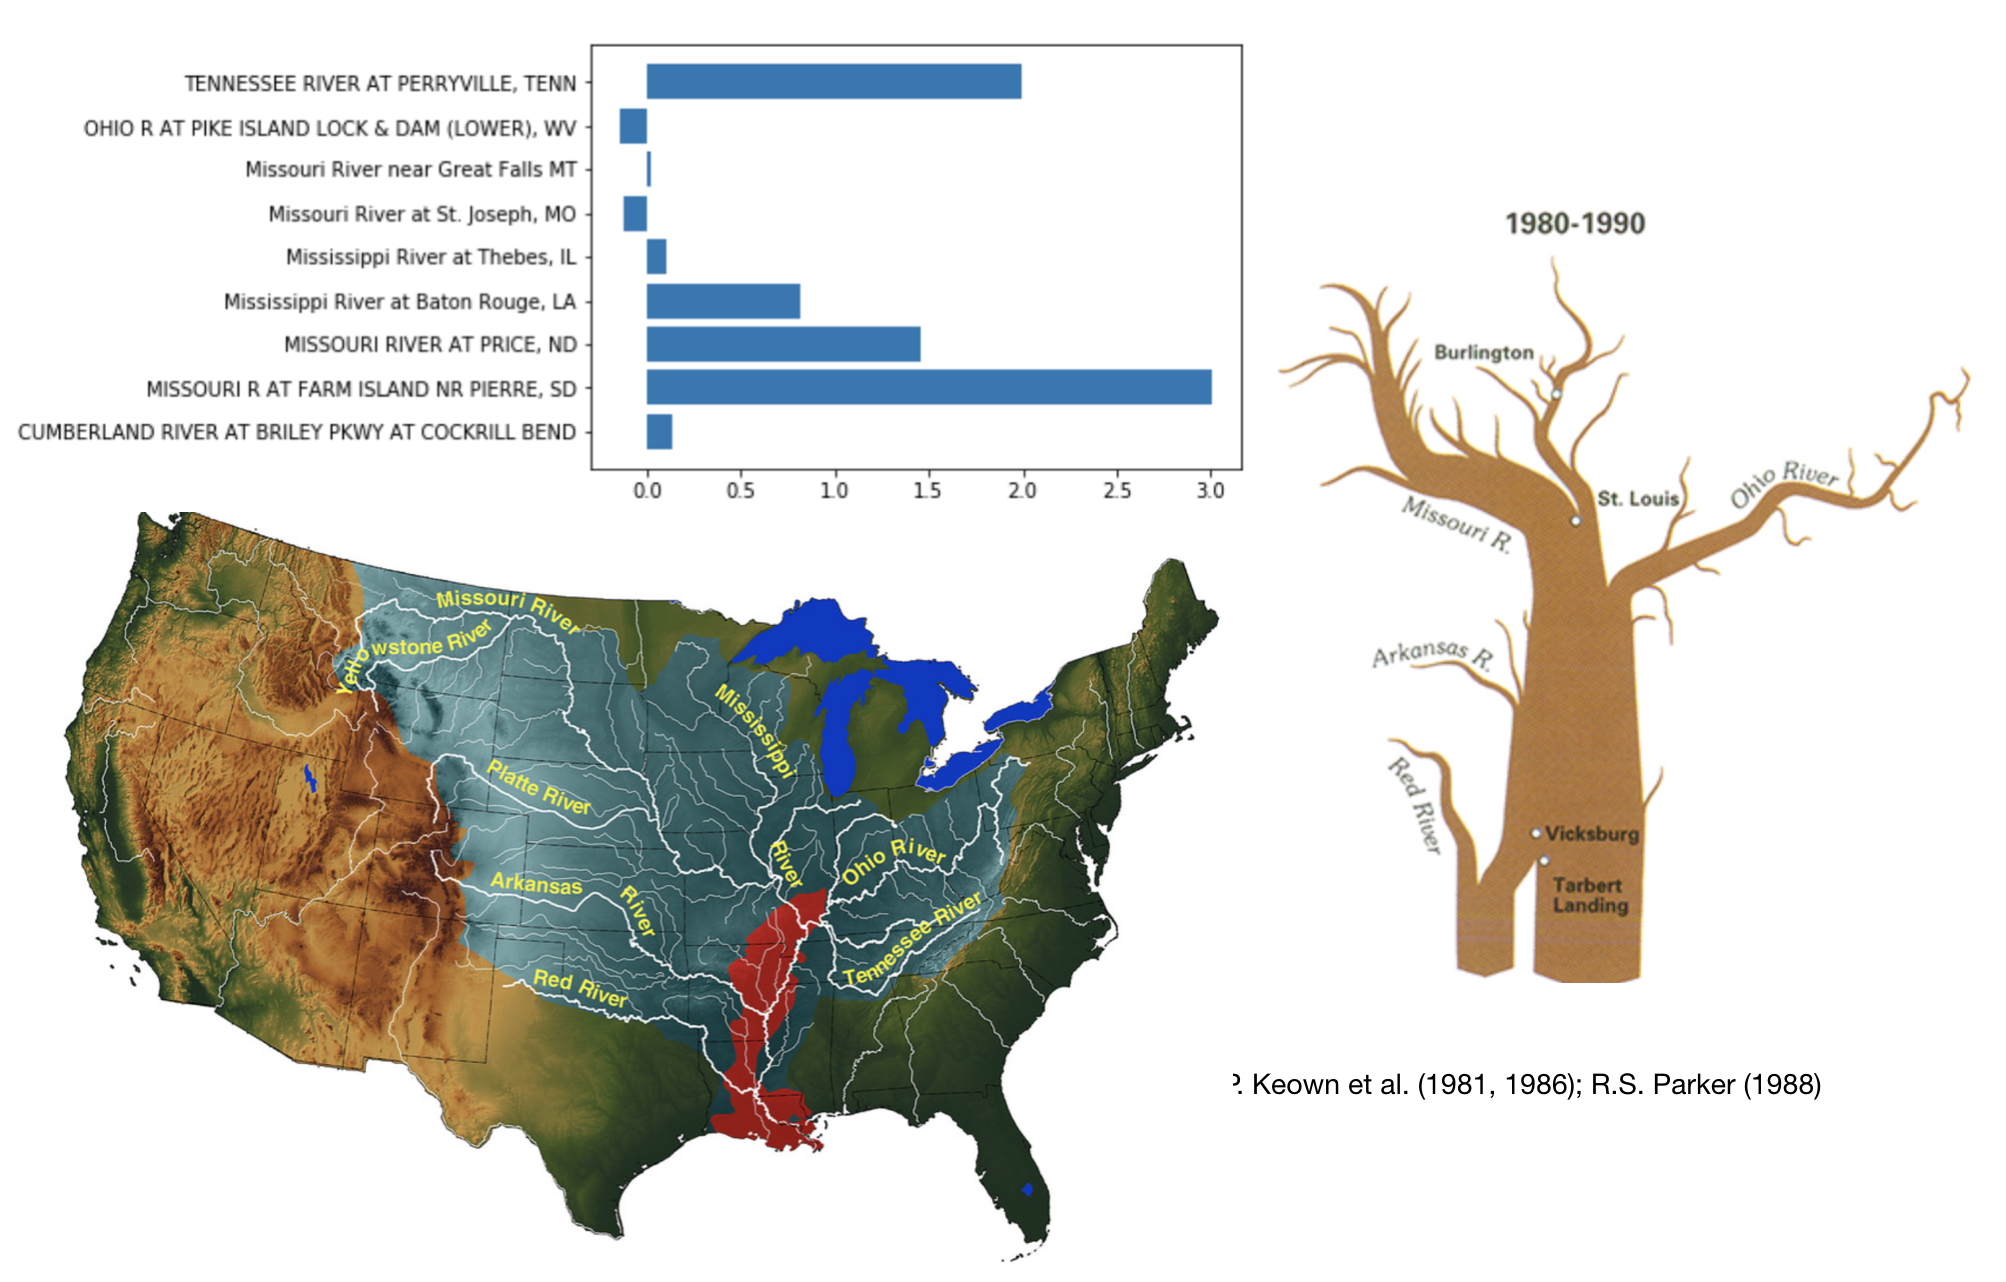 TENNESSEE RIVER AT PERRYVILLE, TENN
OHIO R AT PIKE ISLAND LOCK & DAM (LOWER), WV
Missouri River near Great Falls MT
Missouri River at St. Joseph, MO
Mississippi River at Thebes, IL
Mississippi River at Baton Rouge, LA
MISSOURI RIVER AT PRICE, ND
MISSOURI R AT FARM ISLAND NR PIERRE, SD
CUMBERLAND RIVER AT BRILEY PKWY AT COCKRILL BEND
0.0 0.5 1.0 1.5 2.0 2.5 3.0
1980-1990
Burlington
St. Louis
Ohio River
Missouri R.
Arkansas R.
Red River
Vicksburg
Tarbert
Landing
Missouri River
Yellowstone River
Mississippi
River
Platte River
Ohio River
Arkansas
River
Tennessee River
Red River
Keown et al. (1981, 1986); R.S. Parker (1988)